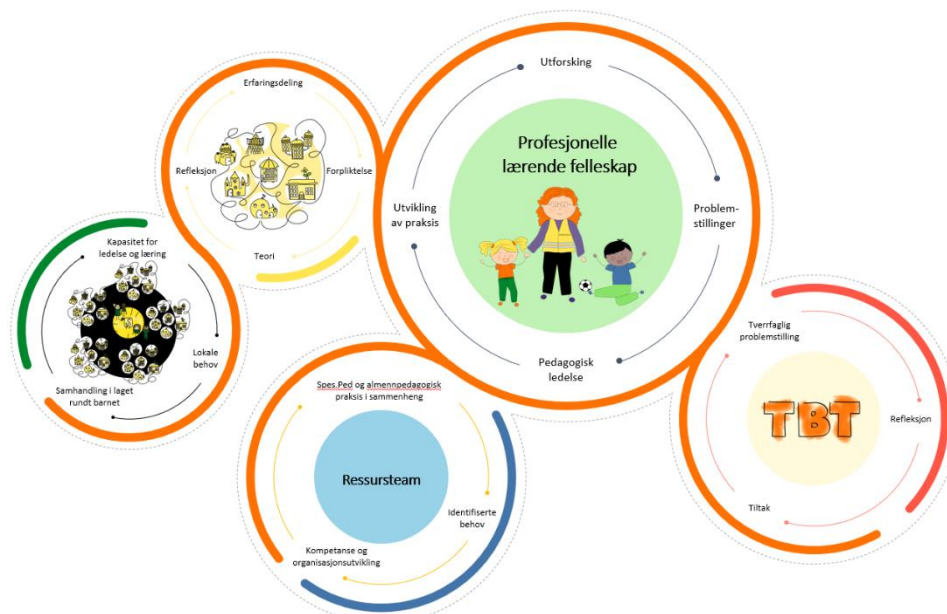 Utforsking
Profesjonelle
lærende felleskap
Utvikling
av praksis
Problem-
stillinger
Pedagogisk
ledelse
Erfaringsdeling
Refleksjon
Forpliktelse
Teori
Kapasitet for
ledelse og læring
Lokale
behov
Samhandling i laget
rundt barnet
Spes.Ped og almennpedagogisk
praksis i sammenheng
Ressursteam
Identifiserte
behov
Kompetanse og
organisasjonsutvikling
Tverrfaglig
problemstilling
TBT
Refleksjon
Tiltak